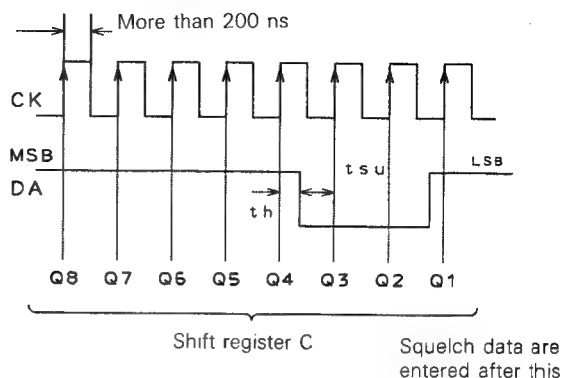 More than 200 ns
CK
MSB
LSB
DA
tsu
th
Q8 Q7 Q6 Q5 Q4 Q3 Q2 Q1
Shift register C
Squelch data are
entered after this